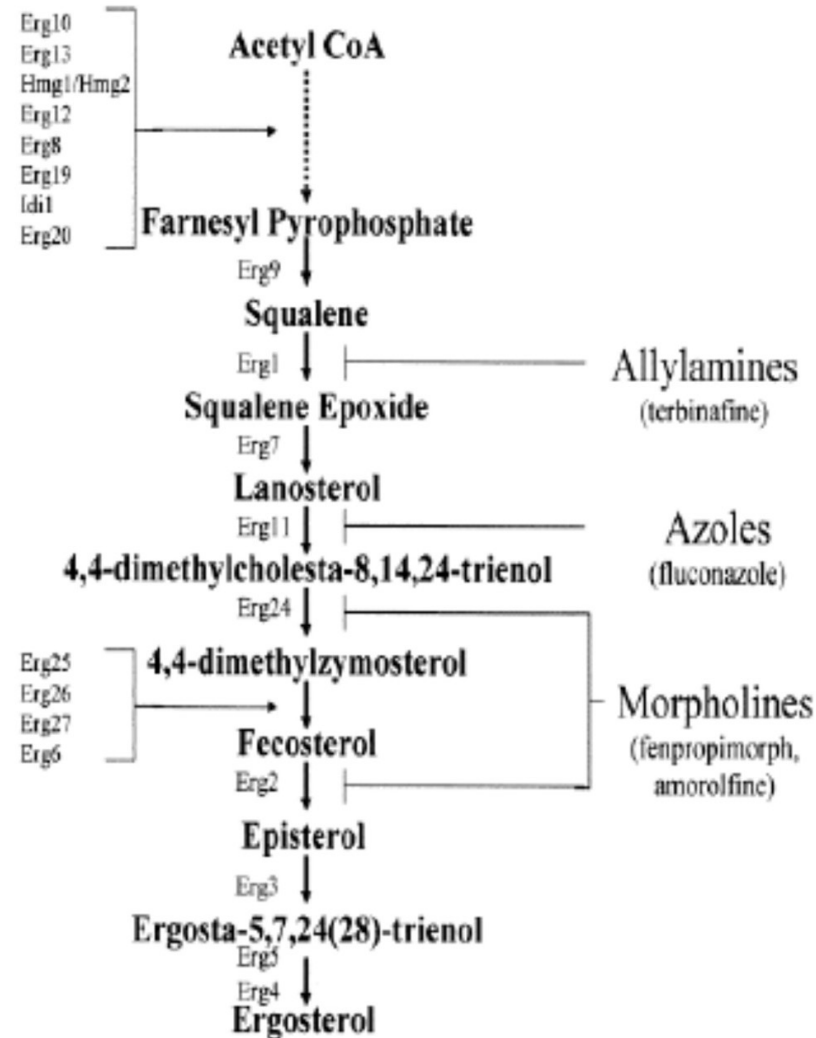 Erg10
Erg13
Hmg1/Hmg2
Erg12
Erg8
Erg19
Idi1
Erg20
Acetyl CoA
Farnesyl Pyrophosphate
Erg9
Squalene
Erg1
Allylamines
(terbinafine)
Squalene Epoxide
Erg7
Lanosterol
Erg11
Azoles
(fluconazole)
4,4-dimethylcholesta-8,14,24-trienol
Erg24
4,4-dimethylzymosterol
Erg25
Erg26
Erg27
Erg6
Morpholines
(fenpropimorph,
amorolfine)
Fecosterol
Erg2
Episterol
Erg3
Ergosta-5,7,24(28)-trienol
Erg5
Erg4
Ergosterol